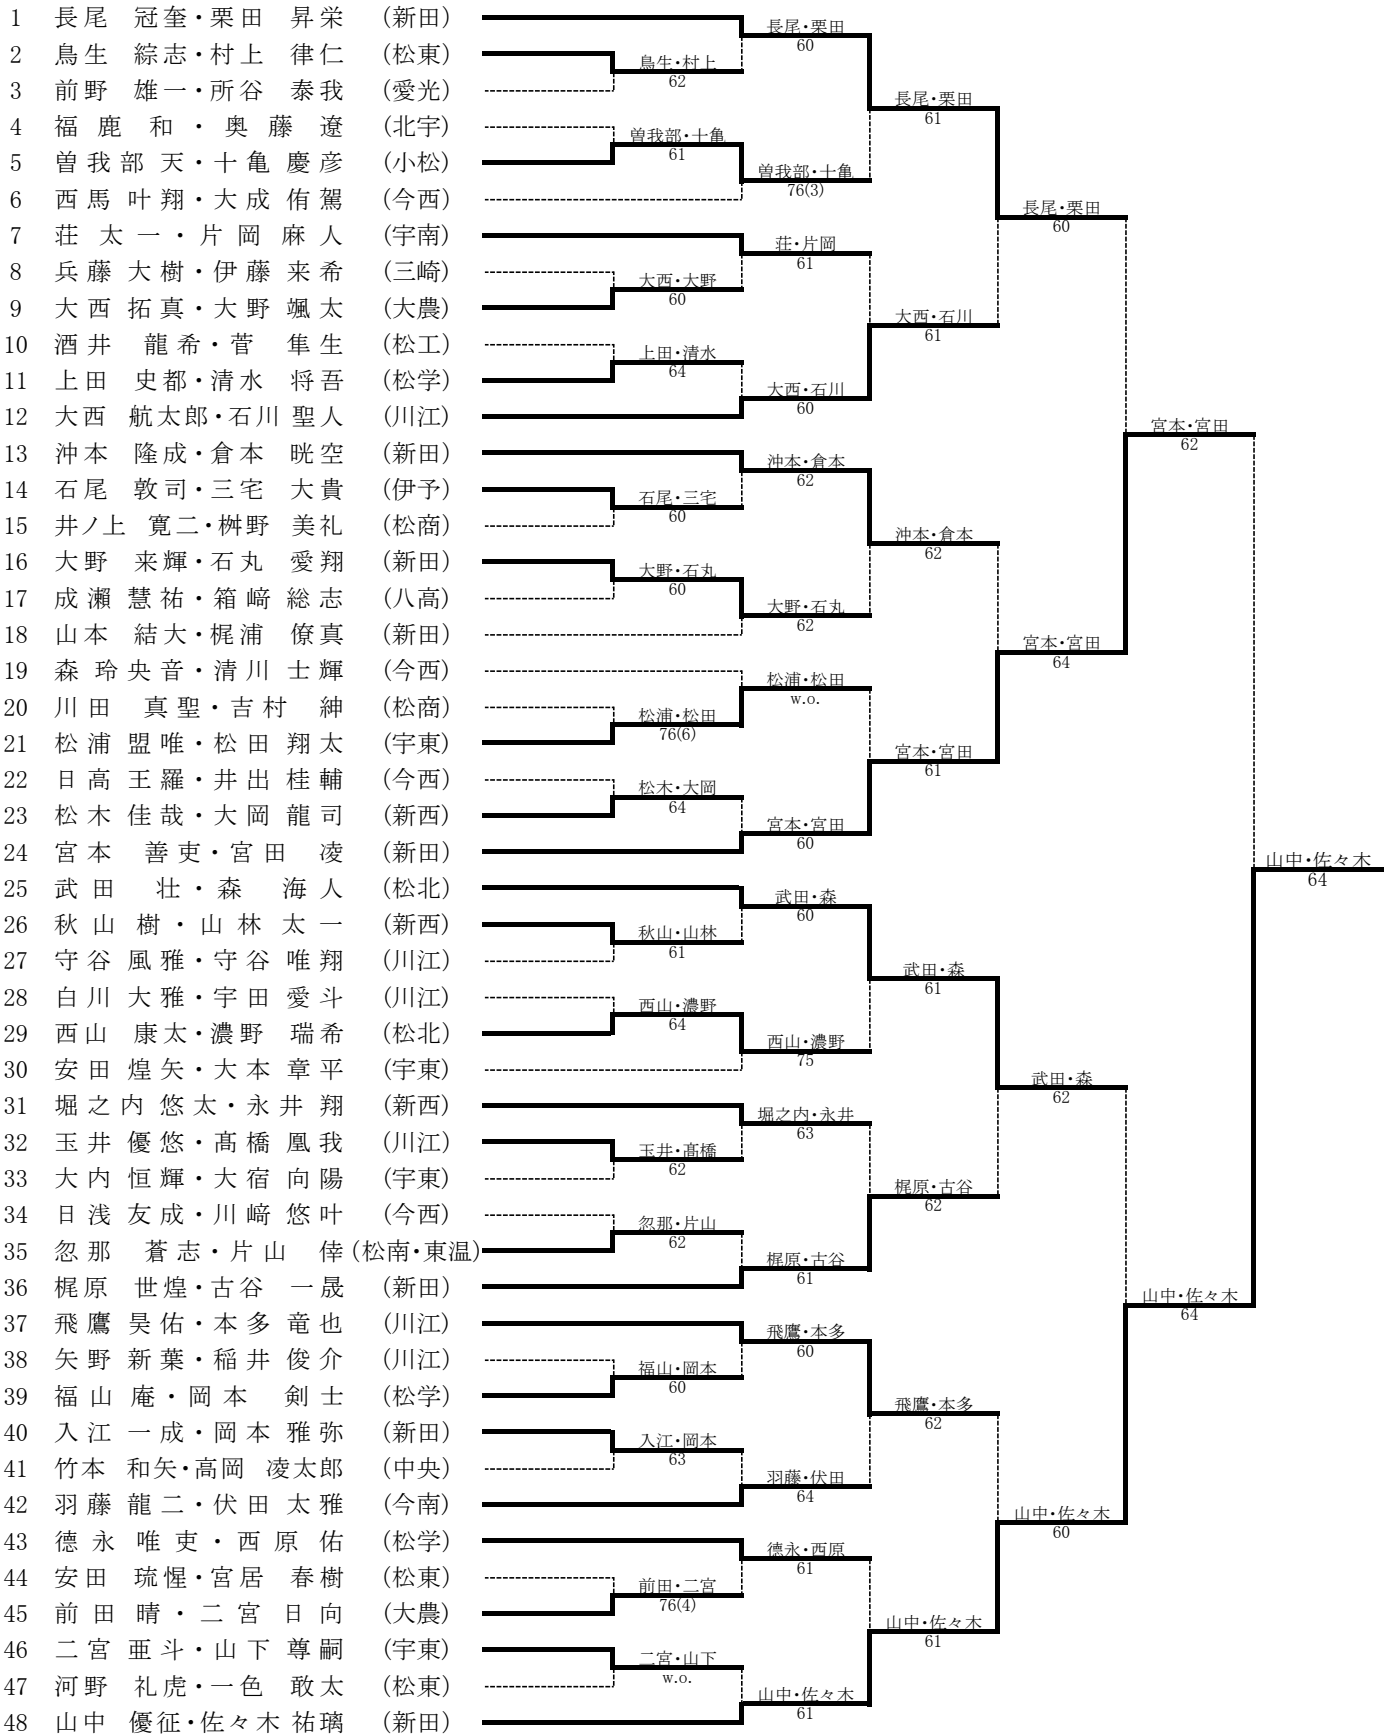 1 長尾 冠奎・栗田 昇栄 (新田)
2 鳥生 綜志・村上 律仁 (松東)
3 前野 雄一・所谷 泰我 (愛光)
4 福鹿和・奥藤遼 (北宇)
5 曽我部 天・十亀 慶彦 (小松)
6 西馬 叶翔・大成 侑駕 (今西)
7 荘太一・片岡麻人 (宇南)
8 兵藤 大樹・伊藤 来希 (三崎)
9 大西 拓真・大野 颯太 (大農)
10 酒井 龍希・菅 隼生 (松工)
11 上田 史都・清水 将吾 (松学)
12 大西 航太郎・石川 聖人 (川江)
13 沖本 隆成・倉本 晄空 (新田)
14 石尾 敦司・三宅 大貴 (伊予)
15 井ノ上 寛二・桝野 美礼 (松商)
16 大野 来輝・石丸 愛翔 (新田)
17 成瀬 慧祐・箱﨑 総志 (八高)
18 山本 結大・梶浦 僚真 (新田)
19 森 玲央音・清川 士輝 (今西)
20 川田 真聖・吉村 紳 (松商)
21 松浦 盟唯・松田 翔太 (宇東)
22 日高 王羅・井出 桂輔 (今西)
23 松木 佳哉・大岡 龍司 (新西)
24 宮本 善吏・宮田 凌 (新田)
25 武田 壮・森 海人 (松北)
26 秋山樹・山林太一 (新西)
27 守谷 風雅・守谷 唯翔 (川江)
28 白川 大雅・宇田 愛斗 (川江)
29 西山 康太・濃野 瑞希 (松北)
30 安田 煌矢・大本 章平 (宇東)
31 堀之内 悠太・永井 翔 (新西)
32 玉井 優悠・髙橋 凰我 (川江)
33 大内 恒輝・大宿 向陽 (宇東)
34 日浅 友成・川﨑 悠叶 (今西)
35 忽那 蒼志・片山 倖 (松南・東温)
36 梶原 世煌・古谷 一晟 (新田)
37 飛鷹 昊佑・本多 竜也 (川江)
38 矢野 新葉・稲井 俊介 (川江)
39 福山庵・岡本 剣士 (松学)
40 入江 一成・岡本 雅弥 (新田)
41 竹本 和矢・高岡 凌太郎 (中央)
42 羽藤 龍二・伏田 太雅 (今南)
43 德永 唯吏・西原 佑 (松学)
44 安田 琉惺・宮居 春樹 (松東)
45 前田晴・二宮日向 (大農)
46 二宮 亜斗・山下 尊嗣 (宇東)
47 河野 礼虎・一色 敢太 (松東)
48 山中 優征・佐々木 祐璃 (新田)
鳥生・村上
62
曽我部・十亀
61
大西・大野
60
上田・清水
64
石尾・三宅
60
大野・石丸
60
松浦・松田
76(6)
松木・大岡
64
秋山・山林
61
西山・濃野
64
玉井・髙橋
62
忽那・片山
62
福山・岡本
60
入江・岡本
63
前田・二宮
76(4)
二宮・山下
w.o.
長尾・栗田
60
曽我部・十亀
76(3)
荘・片岡
61
大西・石川
60
沖本・倉本
62
大野・石丸
62
松浦・松田
w.o.
宮本・宮田
60
武田・森
60
西山・濃野
75
堀之内・永井
63
梶原・古谷
61
飛鷹・本多
60
羽藤・伏田
64
德永・西原
61
山中・佐々木
61
長尾・栗田
61
大西・石川
61
沖本・倉本
62
宮本・宮田
61
武田・森
61
梶原・古谷
62
飛鷹・本多
62
山中・佐々木
61
長尾・栗田
60
宮本・宮田
64
武田・森
62
山中・佐々木
60
宮本・宮田
62
山中・佐々木
64
山中・佐々木
64